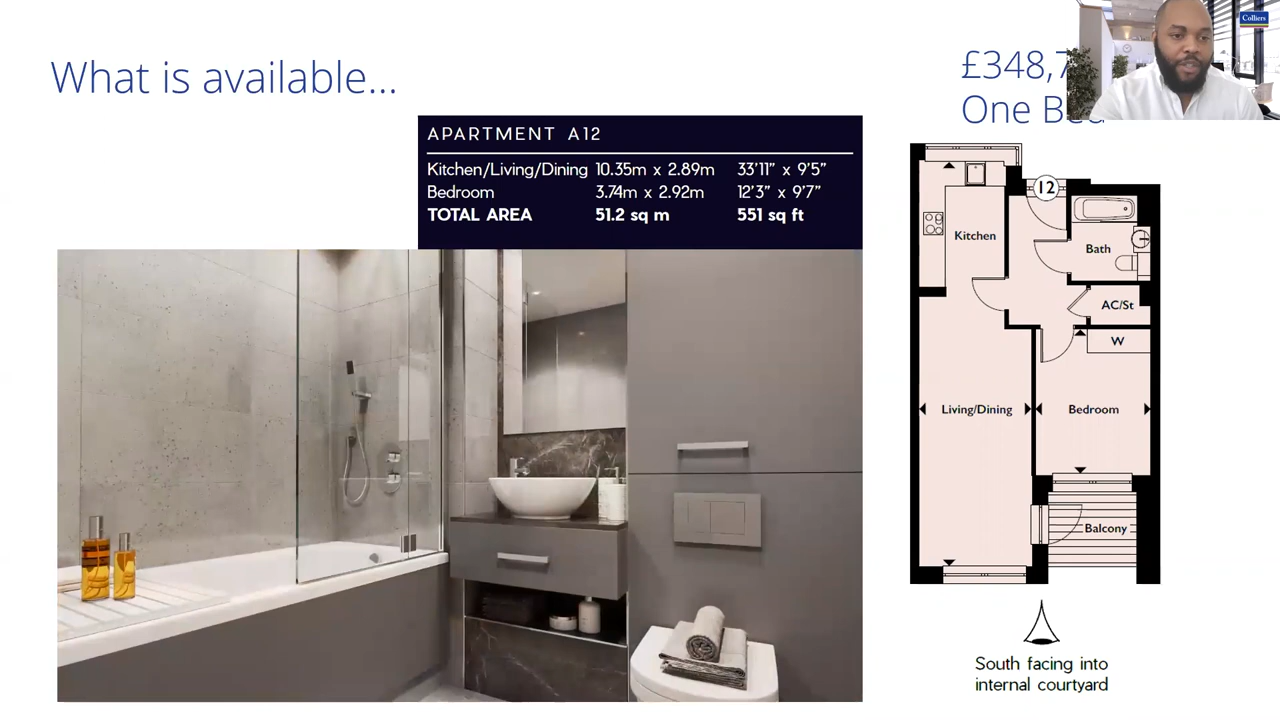 What is available...
£348,7
One Bed
Colliers
APARTMENT A12
Kitchen/Living/Dining 10.35m x 2.89m 33'11" x 9'5"
Bedroom 3.74m x 2.92m 12'3" x 9'7"
TOTAL AREA 51.2 sq m 551 sq ft
12
Kitchen
Bath
AC/St
W
Living/Dining
Bedroom
Balcony
South facing into
internal courtyard